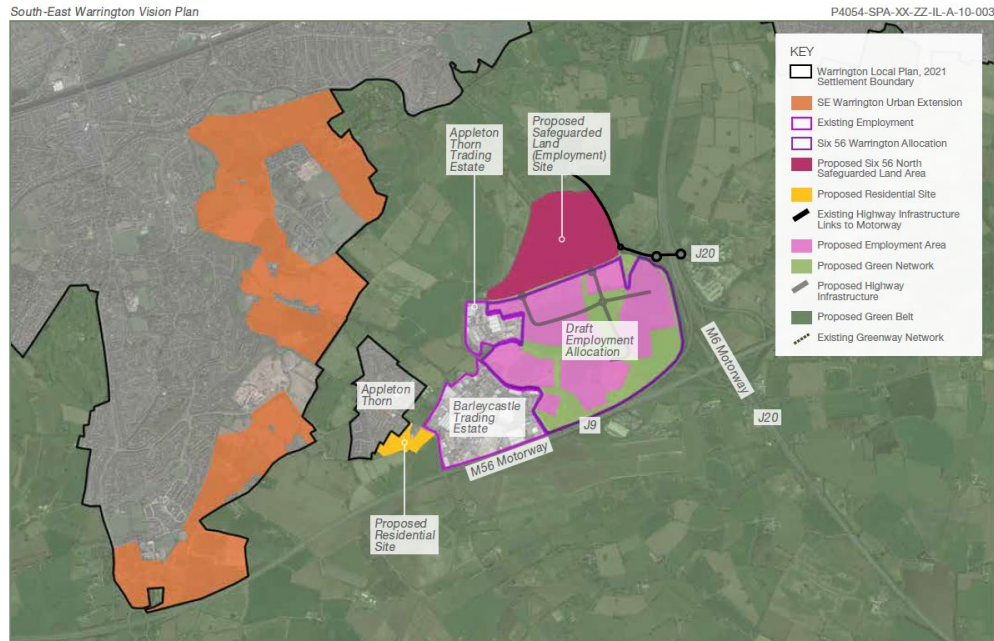 South-East Warrington Vision Plan
P4054-SPA-XX-ZZ-IL-A-10-003
KEY
Warrington Local Plan, 2021
Settlement Boundary
SE Warrington Urban Extension
Existing Employment
Six 56 Warrington Allocation
Proposed Six 56 North
Safeguarded Land Area
Proposed Residential Site
Existing Highway Infrastructure
Links to Motorway
Proposed Employment Area
Proposed Green Network
Proposed Highway
Infrastructure
Proposed Green Belt
Existing Greenway Network
Appleton
Thorn
Trading
Estate
Proposed
Safeguarded
Land
(Employment)
Site
J20
Draft
Employment
Allocation
M6 Motorway
J20
Appleton
Thorn
Barleycastle
Trading
Estate
J9
M56 Motorway
Proposed
Residential
Site